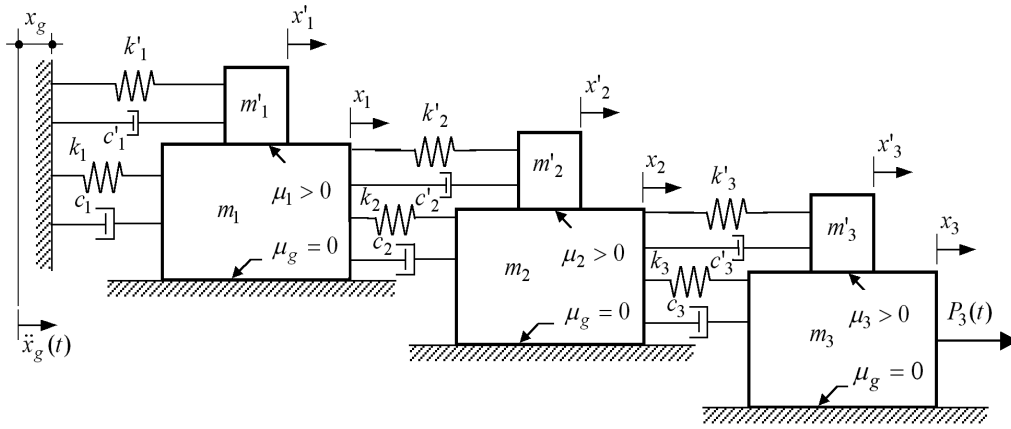 x_g
x'_1
k'_1
m'_1
c'_1
x_1
k'_2
x'_2
m'_2
k_1
c_1
m_1
μ_1 > 0
μ_g = 0
k_2
c'_2
c_2
x_2
k'_3
x'_3
m'_3
m_2
μ_2 > 0
μ_g = 0
k_3
c'_3
c_3
x_3
m_3
μ_3 > 0
μ_g = 0
P_3(t)
ẍ_g(t)